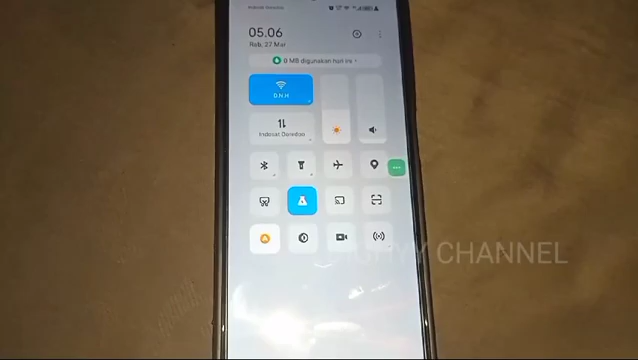 05.06
Rab, 27 Mar
0 MB digunakan hari ini
D.N.H
Indosat Ooredoo
CHANNEL